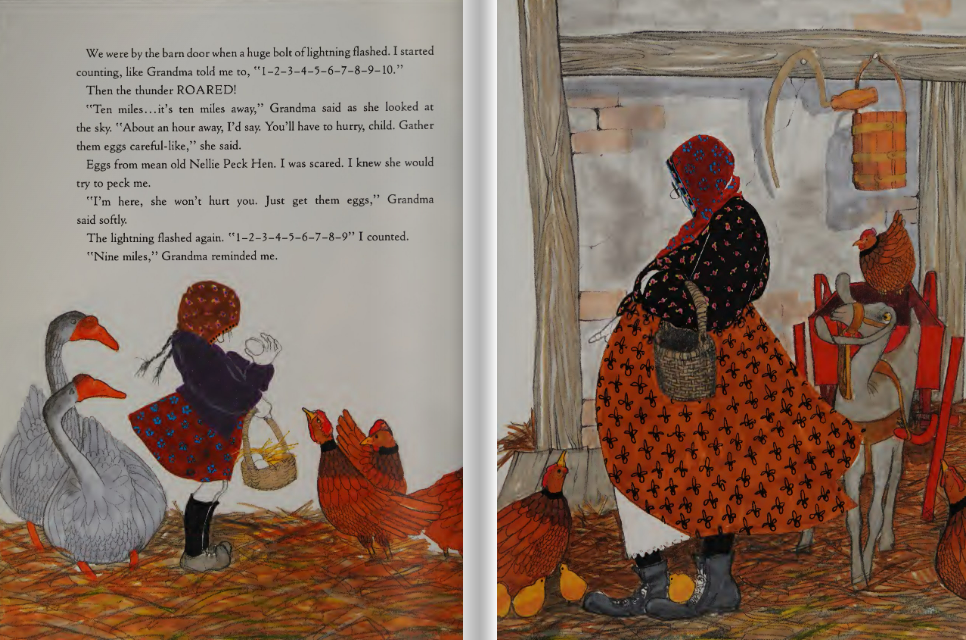 We were by the barn door when a huge bolt of lightning flashed. I started
counting, like Grandma told me to, "1–2–3–4–5–6–7–8–9–10."
Then the thunder ROARED!
"Ten miles...it's ten miles away," Grandma said as she looked at
the sky. "About an hour away, I'd say. You'll have to hurry, child. Gather
them eggs careful-like," she said.
Eggs from mean old Nellie Peck Hen. I was scared. I knew she would
try to peck me.
"I'm here, she won't hurt you. Just get them eggs," Grandma
said softly.
The lightning flashed again. "1–2–3–4–5–6–7–8–9" I counted.
"Nine miles," Grandma reminded me.